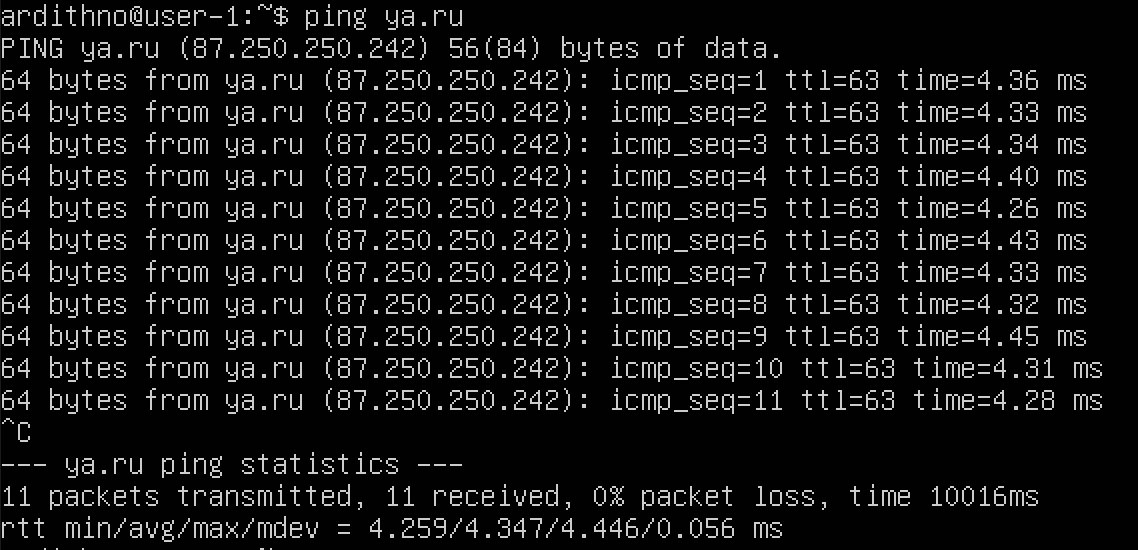 ardithno@user-1:~$ ping ya.ru
PING ya.ru (87.250.250.242) 56(84) bytes of data.
64 bytes from ya.ru (87.250.250.242): icmp_seq=1 ttl=63 time=4.36 ms
64 bytes from ya.ru (87.250.250.242): icmp_seq=2 ttl=63 time=4.33 ms
64 bytes from ya.ru (87.250.250.242): icmp_seq=3 ttl=63 time=4.34 ms
64 bytes from ya.ru (87.250.250.242): icmp_seq=4 ttl=63 time=4.40 ms
64 bytes from ya.ru (87.250.250.242): icmp_seq=5 ttl=63 time=4.26 ms
64 bytes from ya.ru (87.250.250.242): icmp_seq=6 ttl=63 time=4.43 ms
64 bytes from ya.ru (87.250.250.242): icmp_seq=7 ttl=63 time=4.33 ms
64 bytes from ya.ru (87.250.250.242): icmp_seq=8 ttl=63 time=4.32 ms
64 bytes from ya.ru (87.250.250.242): icmp_seq=9 ttl=63 time=4.45 ms
64 bytes from ya.ru (87.250.250.242): icmp_seq=10 ttl=63 time=4.31 ms
64 bytes from ya.ru (87.250.250.242): icmp_seq=11 ttl=63 time=4.28 ms
^C
--- ya.ru ping statistics ---
11 packets transmitted, 11 received, 0% packet loss, time 10016ms
rtt min/avg/max/mdev = 4.259/4.347/4.446/0.056 ms